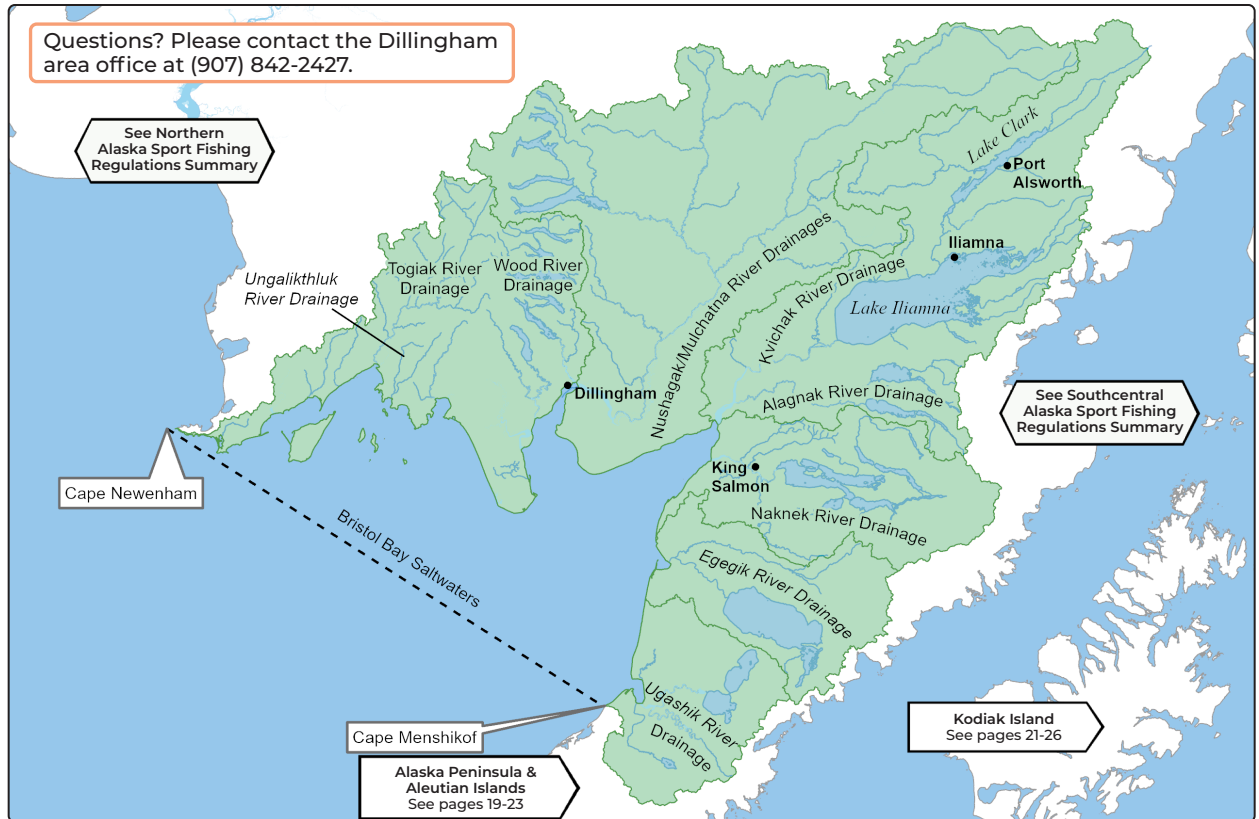 Questions? Please contact the Dillingham
area office at (907) 842-2427.
See Northern
Alaska Sport Fishing
Regulations Summary
Lake Clark
Port
Alsworth
Iliamna
Ungalikthluk
River Drainage
Togiak River
Drainage
Wood River
Drainage
Nushagak/Mulchatna River Drainages
Kvichak River Drainage
Lake Iliamna
Dillingham
Alagnak River Drainage
See Southcentral
Alaska Sport Fishing
Regulations Summary
King
Salmon
Cape Newenham
Naknek River Drainage
Bristol Bay Saltwaters
Egegik River Drainage
Ugashik River
Drainage
Cape Menshikof
Kodiak Island
See pages 21-26
Alaska Peninsula &
Aleutian Islands
See pages 19-23